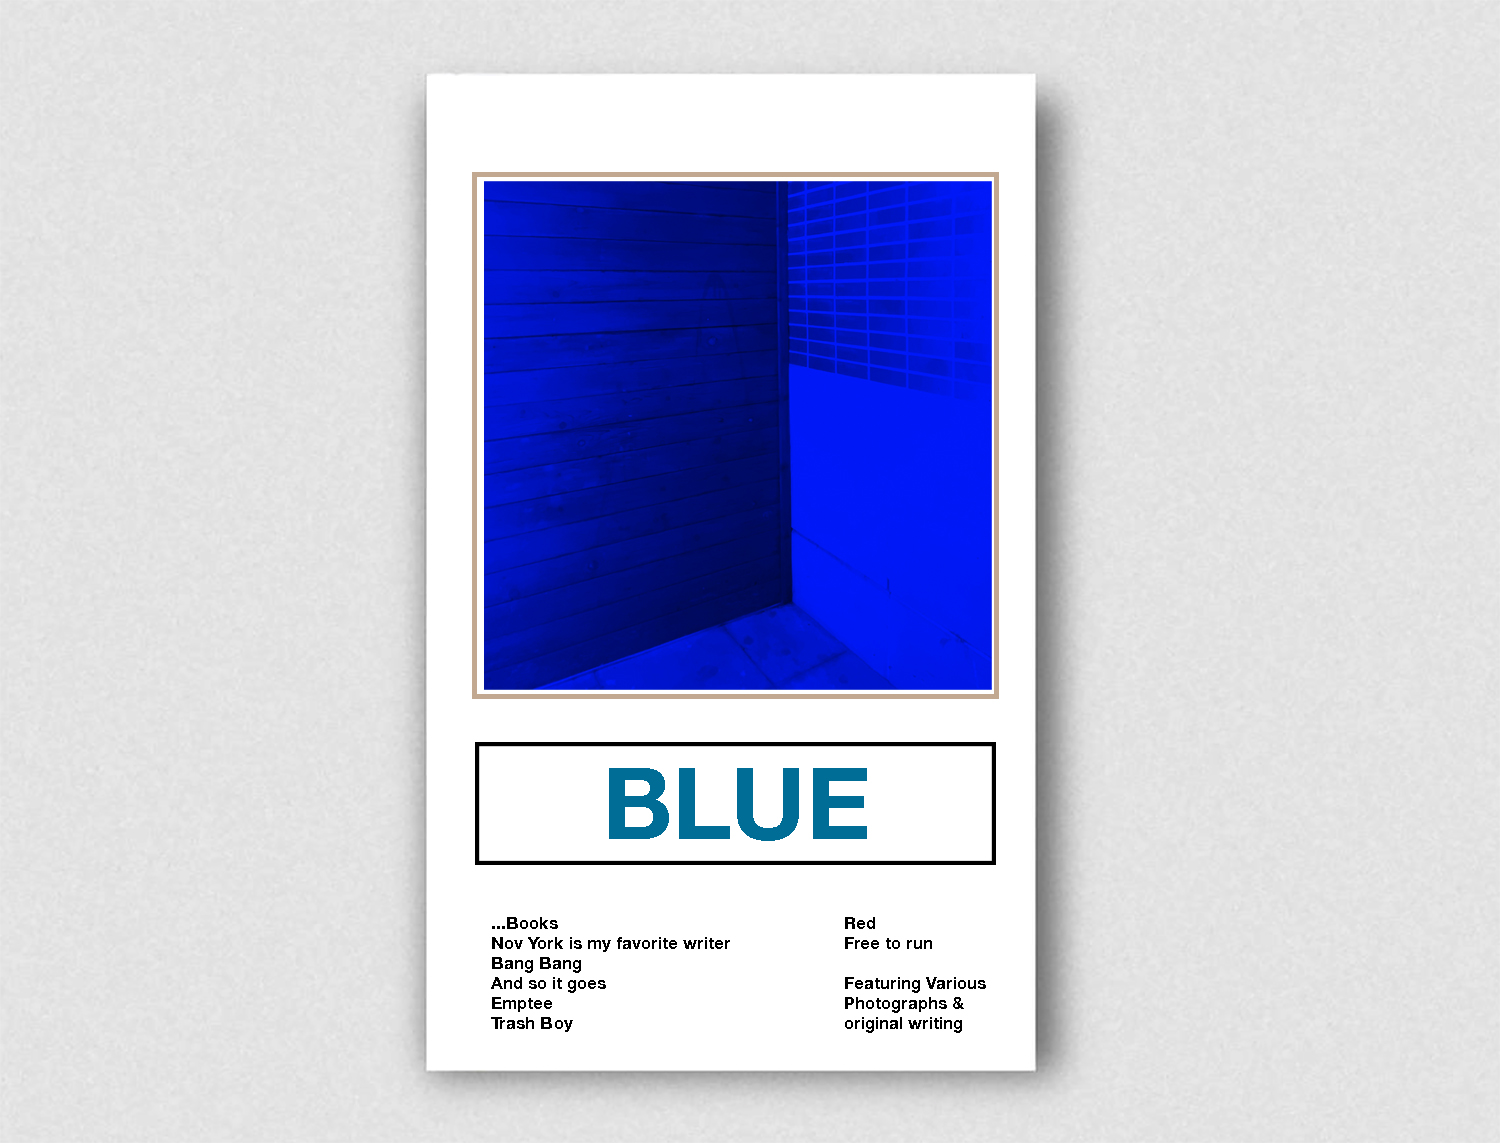 BLUE
...Books
Nov York is my favorite writer
Bang Bang
And so it goes
Emptee
Trash Boy
Red
Free to run
Featuring Various
Photographs &
original writing